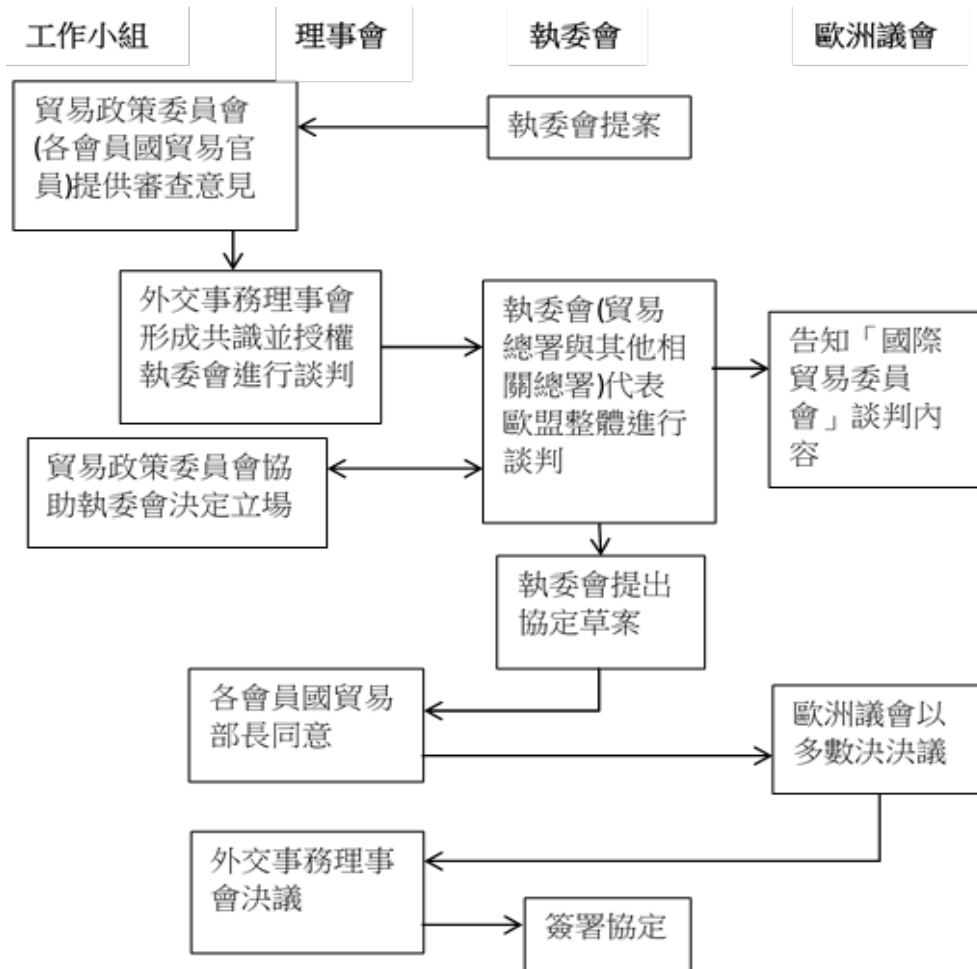 工作小組
理事會
執委會
歐洲議會
貿易政策委員會
(各會員國貿易官
員)提供審查意見
執委會提案
外交事務理事會
形成共識並授權
執委會進行談判
執委會(貿易
總署與其他相
關總署)代表
歐盟整體進行
談判
告知「國際
貿易委員
會」談判內
容
貿易政策委員會協
助執委會決定立場
執委會提出
協定草案
各會員國貿易
部長同意
歐洲議會以
多數決決議
外交事務理事
會決議
簽署協定